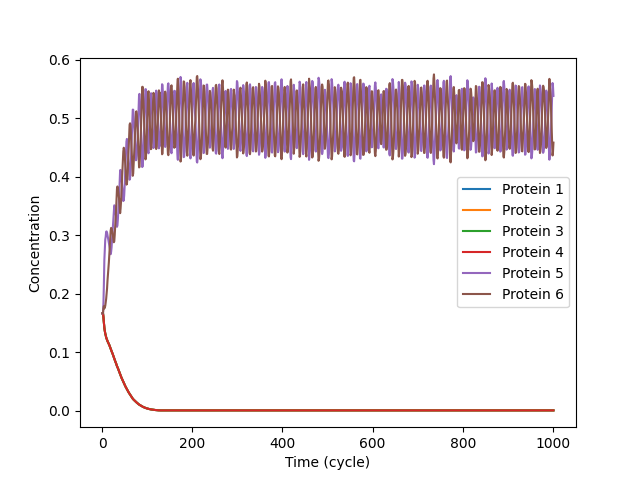 0.6
0.5
0.4
0.3
0.2
0.1
0.0
Concentration
Protein 1
Protein 2
Protein 3
Protein 4
Protein 5
Protein 6
0 200 400 600 800 1000
Time (cycle)